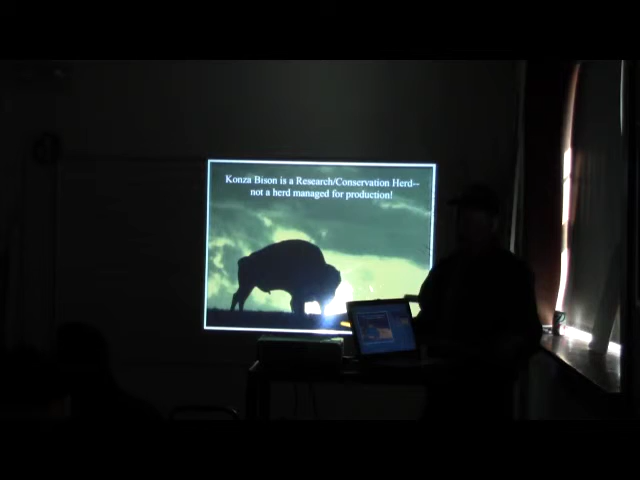 Konza Bison is a Research/Conservation Herd--
not a herd managed for production!